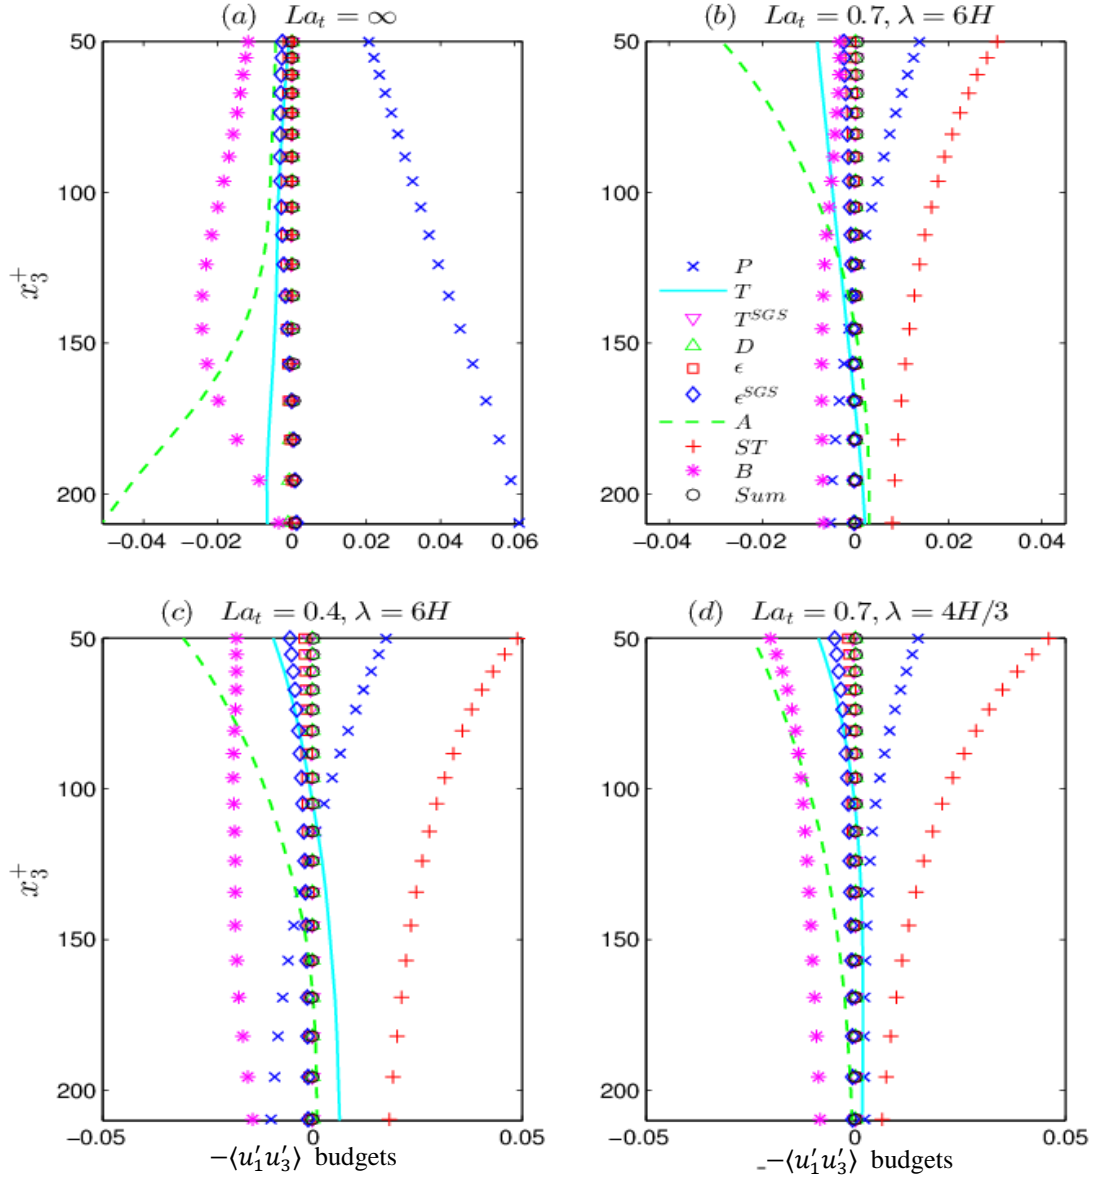 (a) La_t = ∞
(b) La_t = 0.7, λ = 6H
50
100
150
200
x_3^+
−0.04 −0.02 0 0.02 0.04 0.06
50
100
150
200
P
T
T^{SGS}
D
ϵ
ϵ^{SGS}
A
ST
B
Sum
−0.04 −0.02 0 0.02 0.04
(c) La_t = 0.4, λ = 6H
(d) La_t = 0.7, λ = 4H/3
50
100
150
200
x_3^+
−0.05 0 0.05
−⟨u′_1u′_3⟩ budgets
50
100
150
200
−0.05 0 0.05
_−⟨u′_1u′_3⟩ budgets